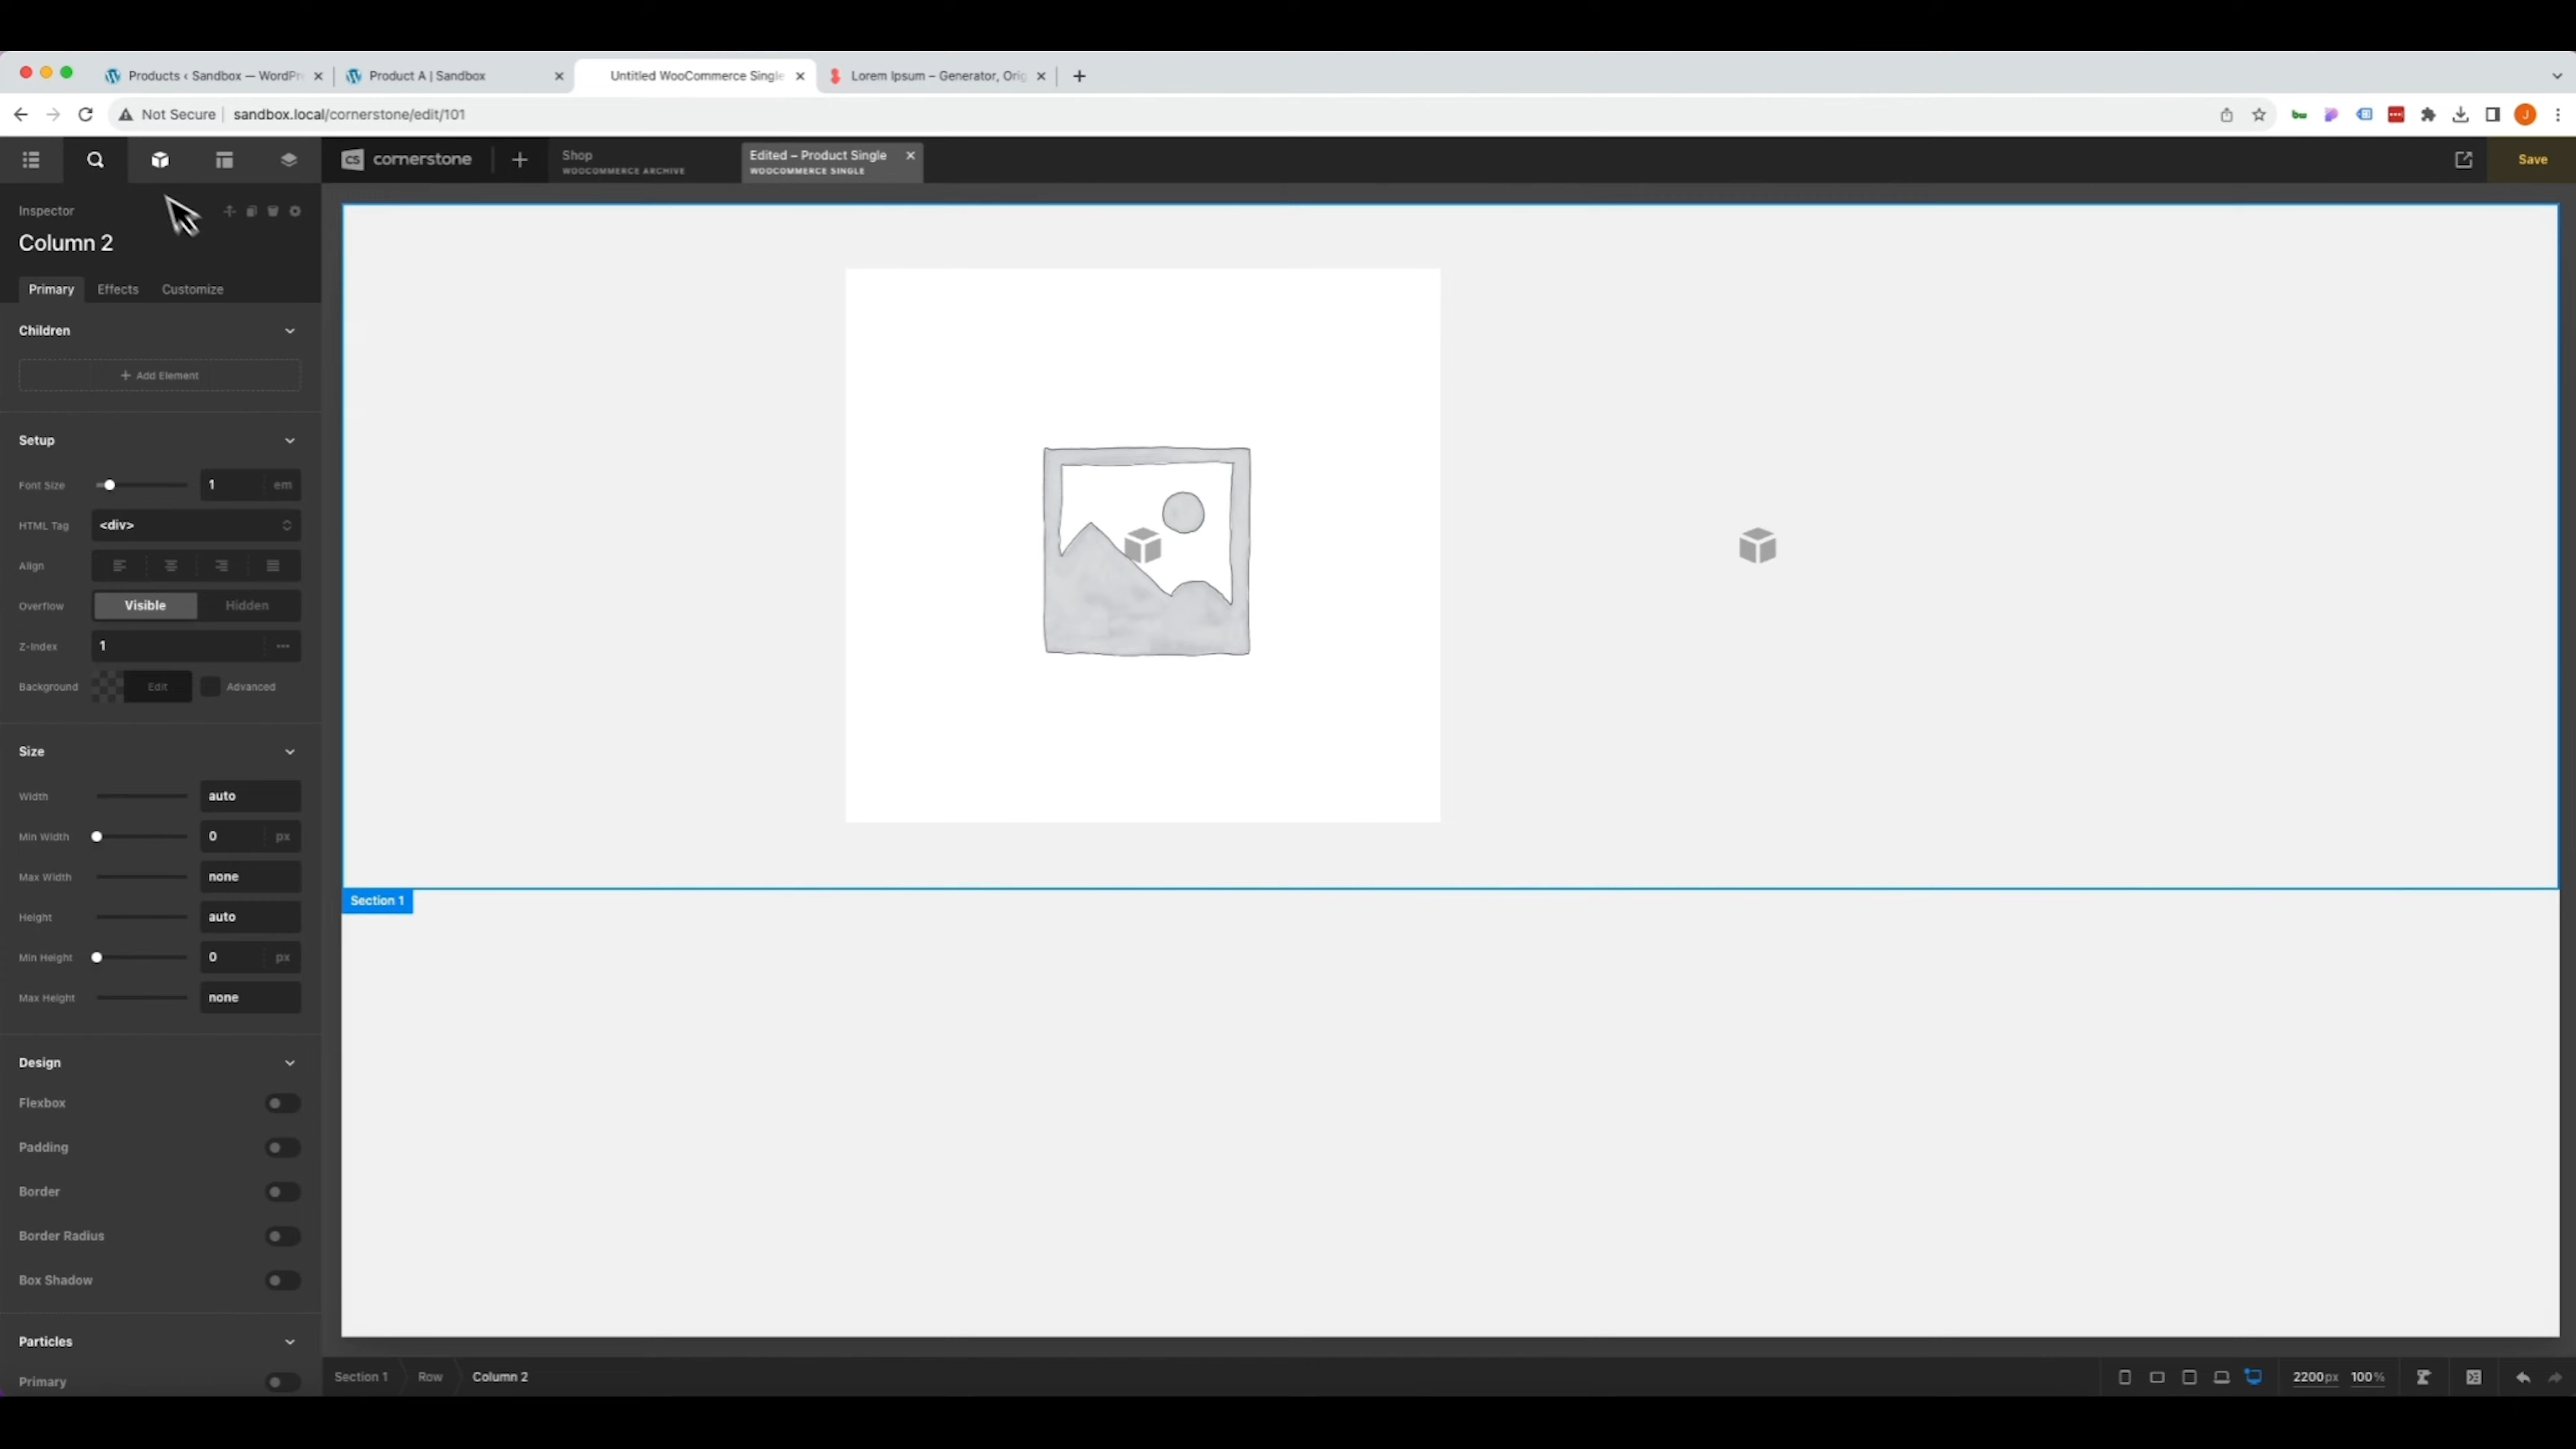 Products ‹ Sandbox — WordPr
Product A | Sandbox
Untitled WooCommerce Single
Lorem Ipsum – Generator, Orig
Not Secure
sandbox.local/cornerstone/edit/101
cs cornerstone
Shop
WOOCOMMERCE ARCHIVE
Edited – Product Single
WOOCOMMERCE SINGLE
Save
Inspector
Column 2
Primary Effects Customize
Children
Add Element
Setup
Font Size 1 em
HTML Tag <div>
Align
Overflow Visible Hidden
Z-Index 1
Background Edit Advanced
Size
Width auto
Min Width 0 px
Max Width none
Height auto
Min Height 0 px
Max Height none
Design
Flexbox
Padding
Border
Border Radius
Box Shadow
Particles
Primary
Section 1
Section 1 Row Column 2
2200px 100%
J